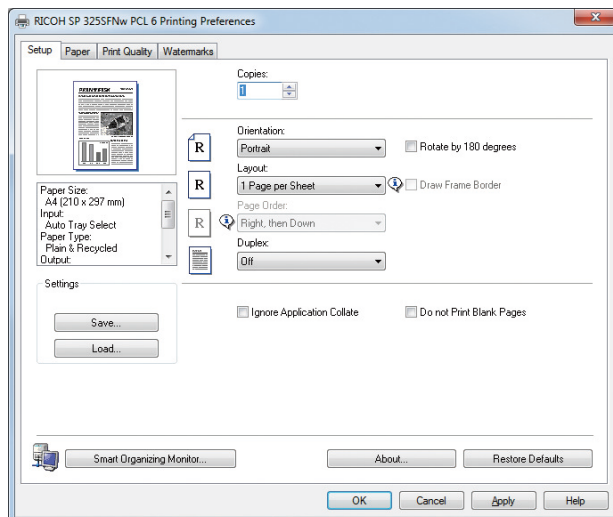 RICOH SP 325SFNw PCL 6 Printing Preferences
Setup Paper Print Quality Watermarks
Copies:
1
Orientation:
R Portrait Rotate by 180 degrees
Layout:
R 1 Page per Sheet Draw Frame Border
Page Order:
R Right, then Down
Duplex:
Off
Paper Size:
A4 (210 x 297 mm)
Input:
Auto Tray Select
Paper Type:
Plain & Recycled
Output:
Settings
Save...
Load...
Ignore Application Collate Do not Print Blank Pages
Smart Organizing Monitor... About... Restore Defaults
OK Cancel Apply Help